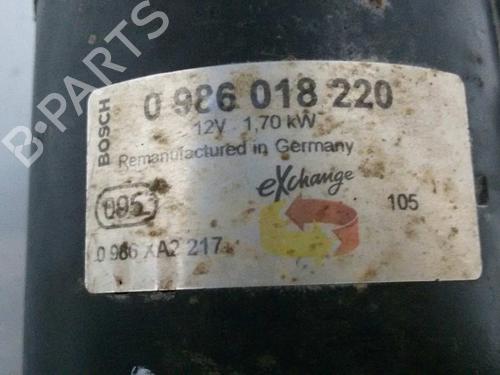 B-PARTS
BOSCH
0 986 018 220
12V 1,70 kW
Remanufactured in Germany
eXchange
095
105
0 986 XA2 217